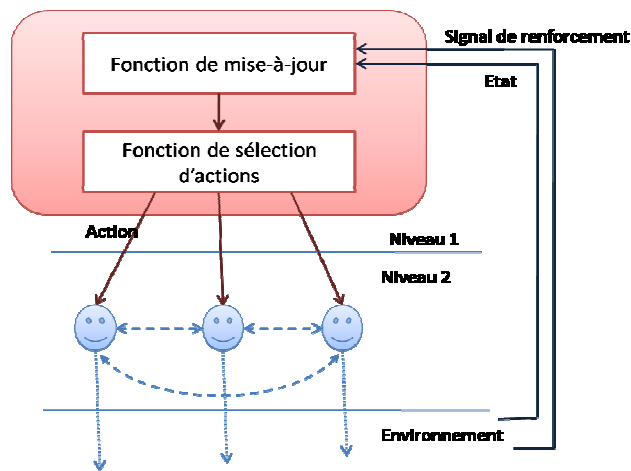 Signal de renforcement
Fonction de mise-à-jour
Etat
Fonction de sélection
d'actions
Action
Niveau 1
Niveau 2
Environnement